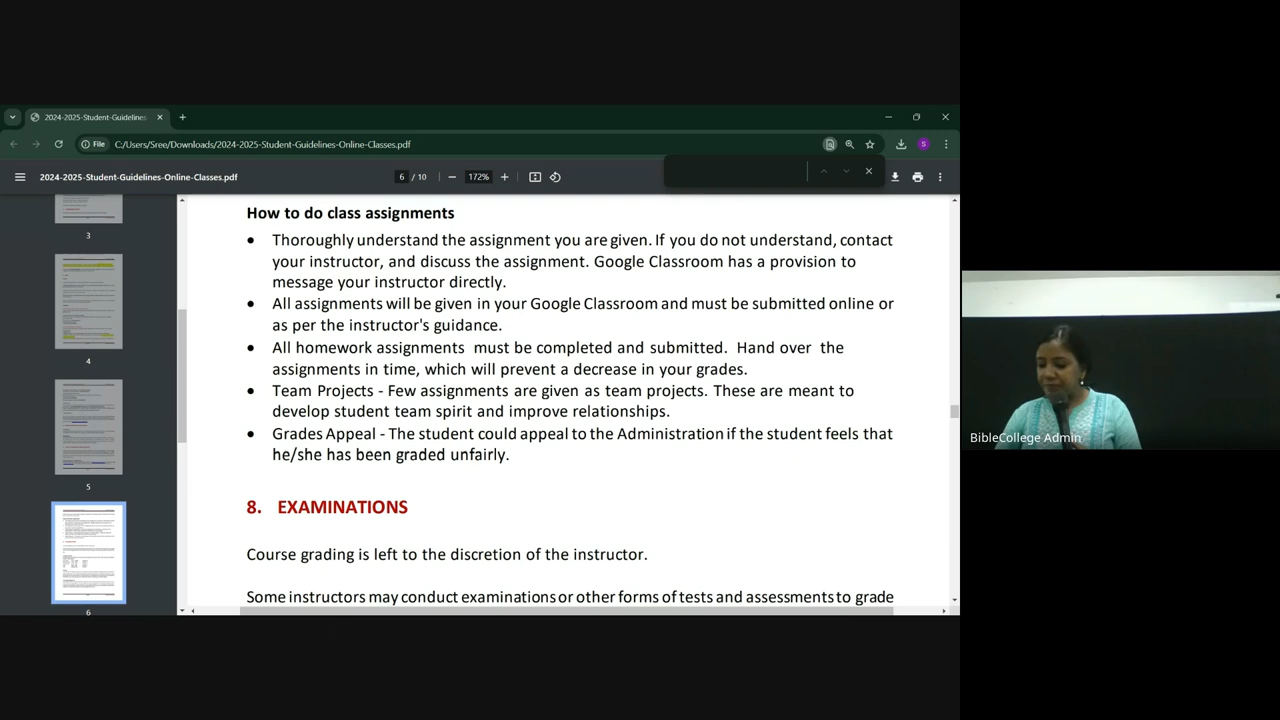 2024-2025-Student-Guidelines-
File
C:/Users/Sree/Downloads/2024-2025-Student-Guidelines-Online-Classes.pdf
S
2024-2025-Student-Guidelines-Online-Classes.pdf
6 / 10
172%
3
4
5
6
How to do class assignments
• Thoroughly understand the assignment you are given. If you do not understand, contact
your instructor, and discuss the assignment. Google Classroom has a provision to
message your instructor directly.
• All assignments will be given in your Google Classroom and must be submitted online or
as per the instructor's guidance.
• All homework assignments must be completed and submitted. Hand over the
assignments in time, which will prevent a decrease in your grades.
• Team Projects - Few assignments are given as team projects. These are meant to
develop student team spirit and improve relationships.
• Grades Appeal - The student could appeal to the Administration if the student feels that
he/she has been graded unfairly.
8. EXAMINATIONS
Course grading is left to the discretion of the instructor.
Some instructors may conduct examinations or other forms of tests and assessments to grade
BibleCollege Admin